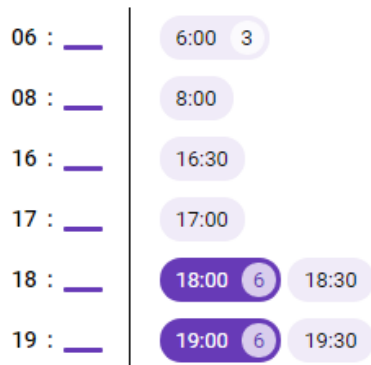 06 : __ 6:00 3
08 : __ 8:00
16 : __ 16:30
17 : __ 17:00
18 : __ 18:00 6 18:30
19 : __ 19:00 6 19:30